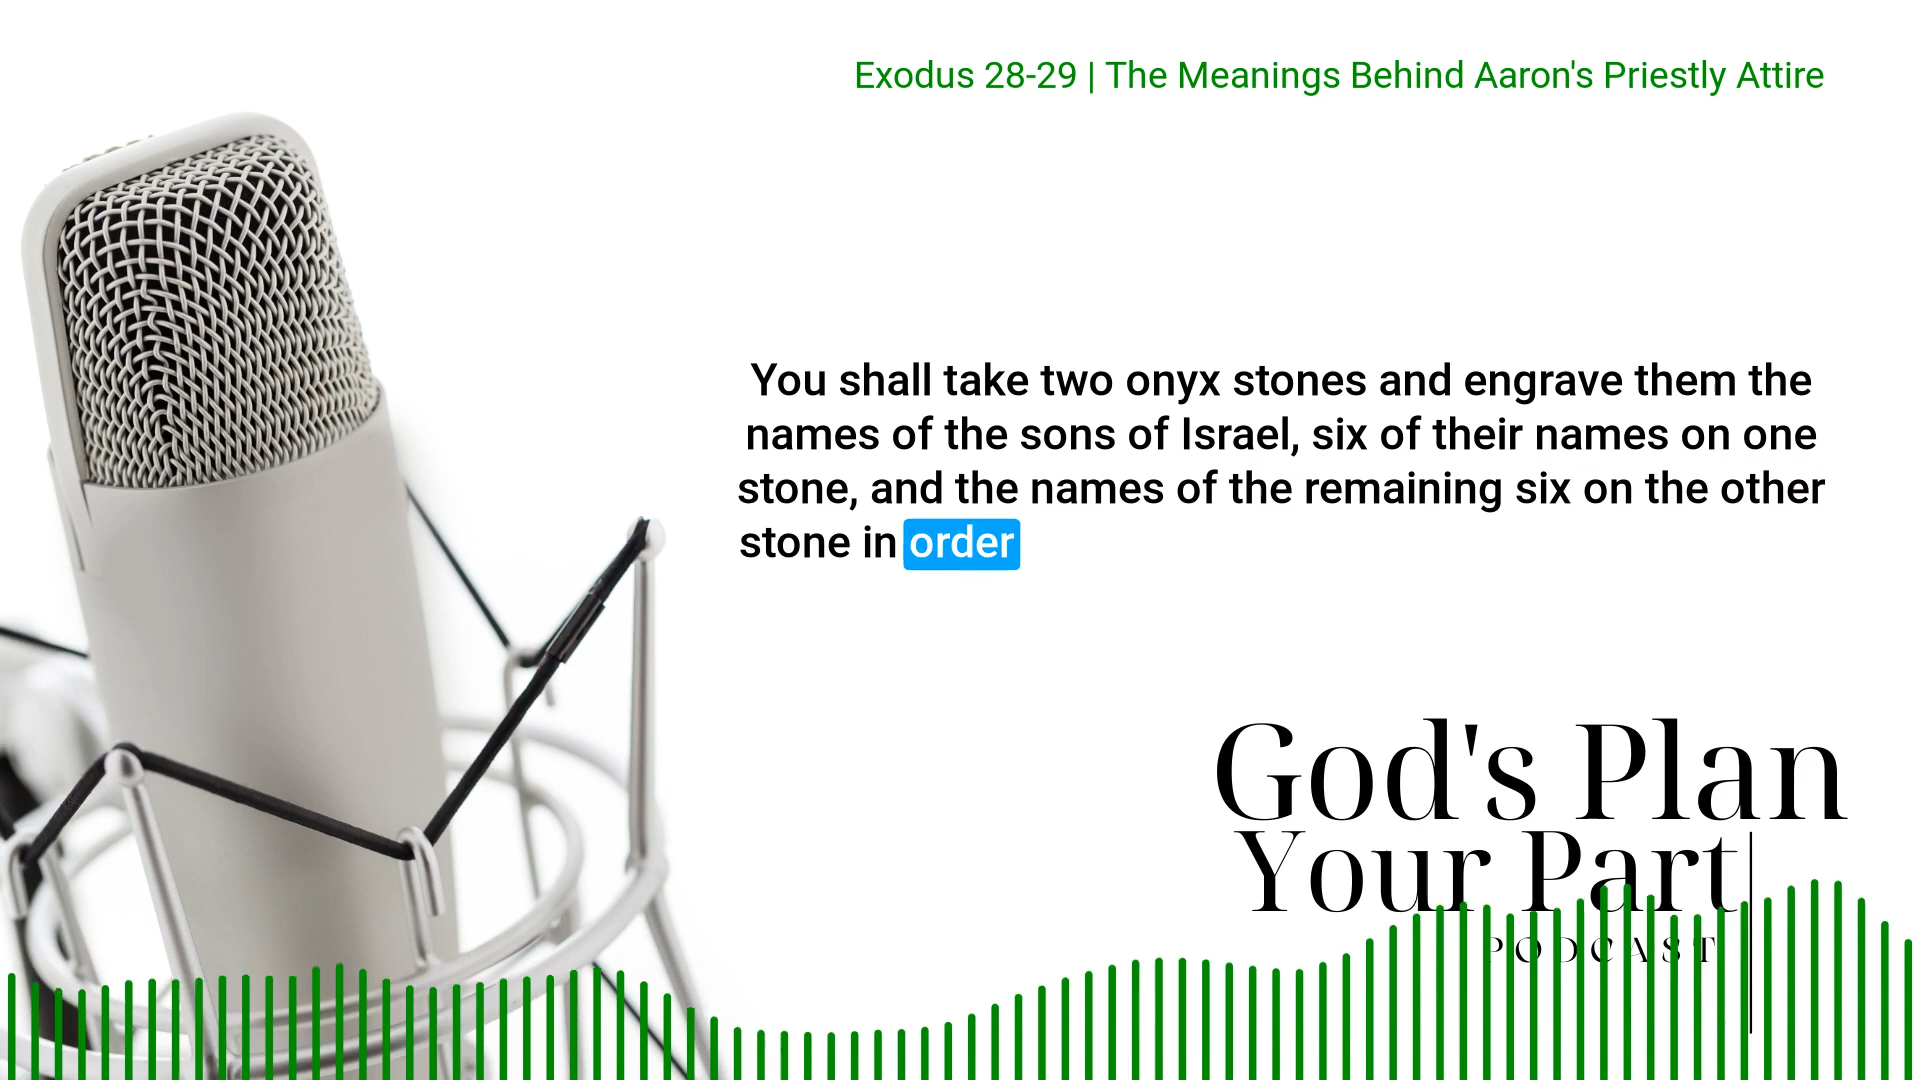 Exodus 28-29 | The Meanings Behind Aaron's Priestly Attire
You shall take two onyx stones and engrave them the
names of the sons of Israel, six of their names on one
stone, and the names of the remaining six on the other
stone in order
God's Plan
Your Part
PODCAST